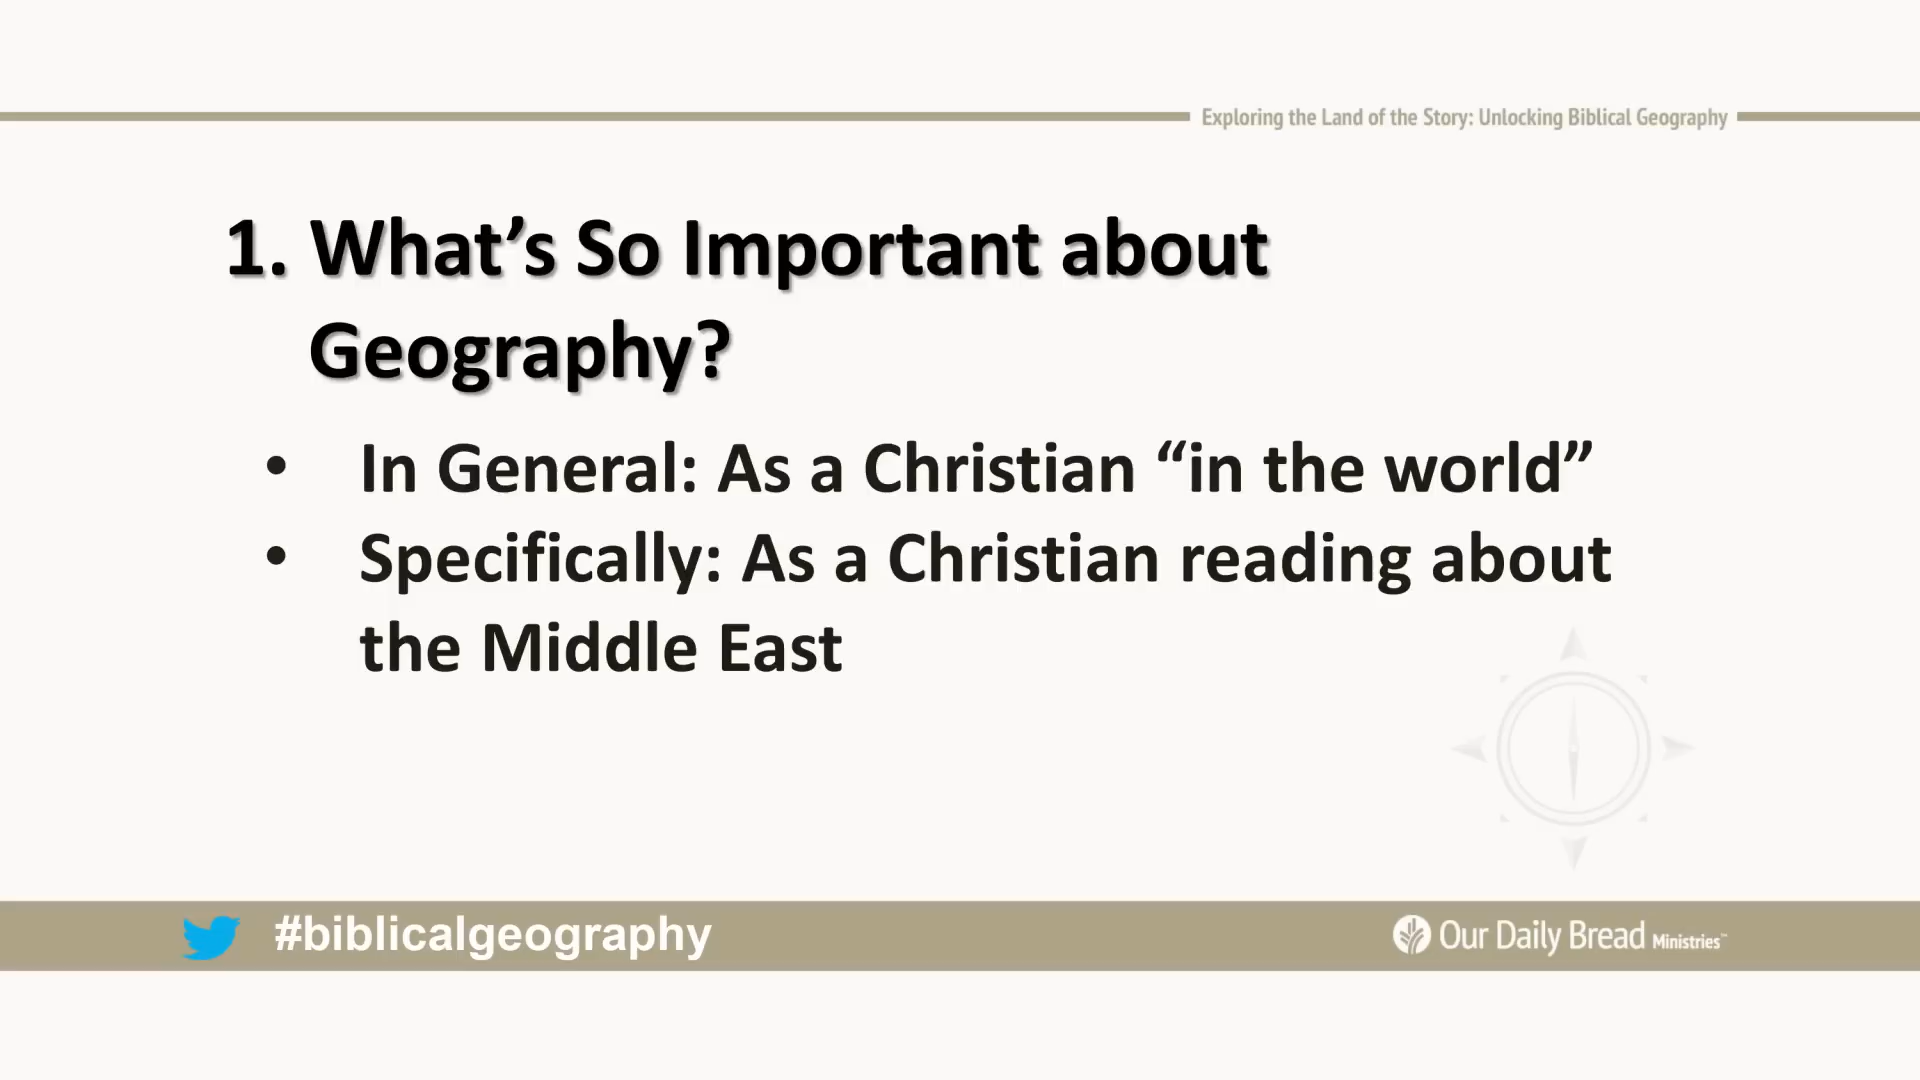 Exploring the Land of the Story: Unlocking Biblical Geography
1. What’s So Important about
Geography?
• In General: As a Christian “in the world”
• Specifically: As a Christian reading about
the Middle East
#biblicalgeography
Our Daily Bread Ministries™